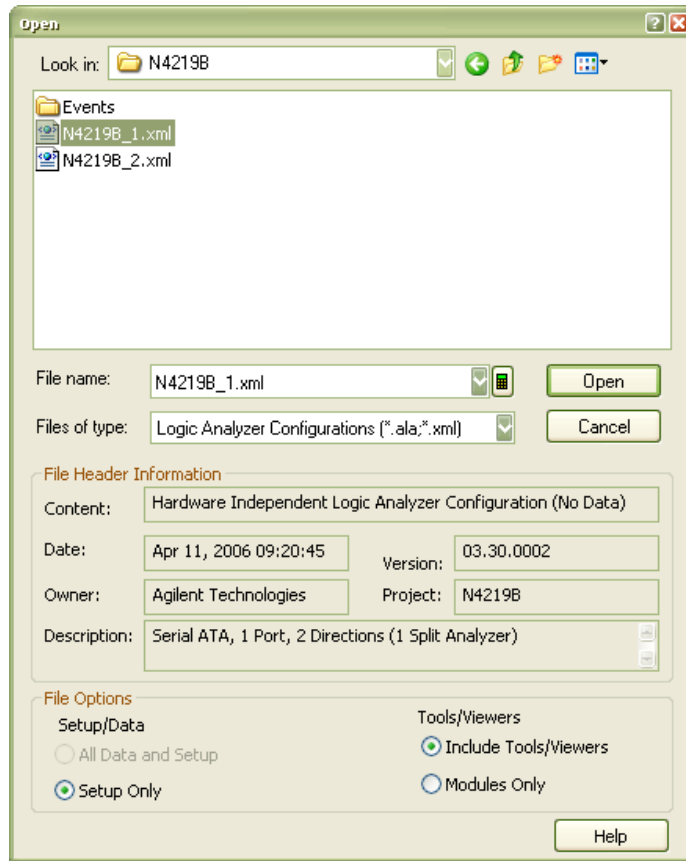 Open
Look in: N4219B
Events
N4219B_1.xml
N4219B_2.xml
File name: N4219B_1.xml Open
Files of type: Logic Analyzer Configurations (*.ala;*.xml) Cancel
File Header Information
Content: Hardware Independent Logic Analyzer Configuration (No Data)
Date: Apr 11, 2006 09:20:45 Version: 03.30.0002
Owner: Agilent Technologies Project: N4219B
Description: Serial ATA, 1 Port, 2 Directions (1 Split Analyzer)
File Options
Setup/Data Tools/Viewers
All Data and Setup Include Tools/Viewers
Setup Only Modules Only
Help